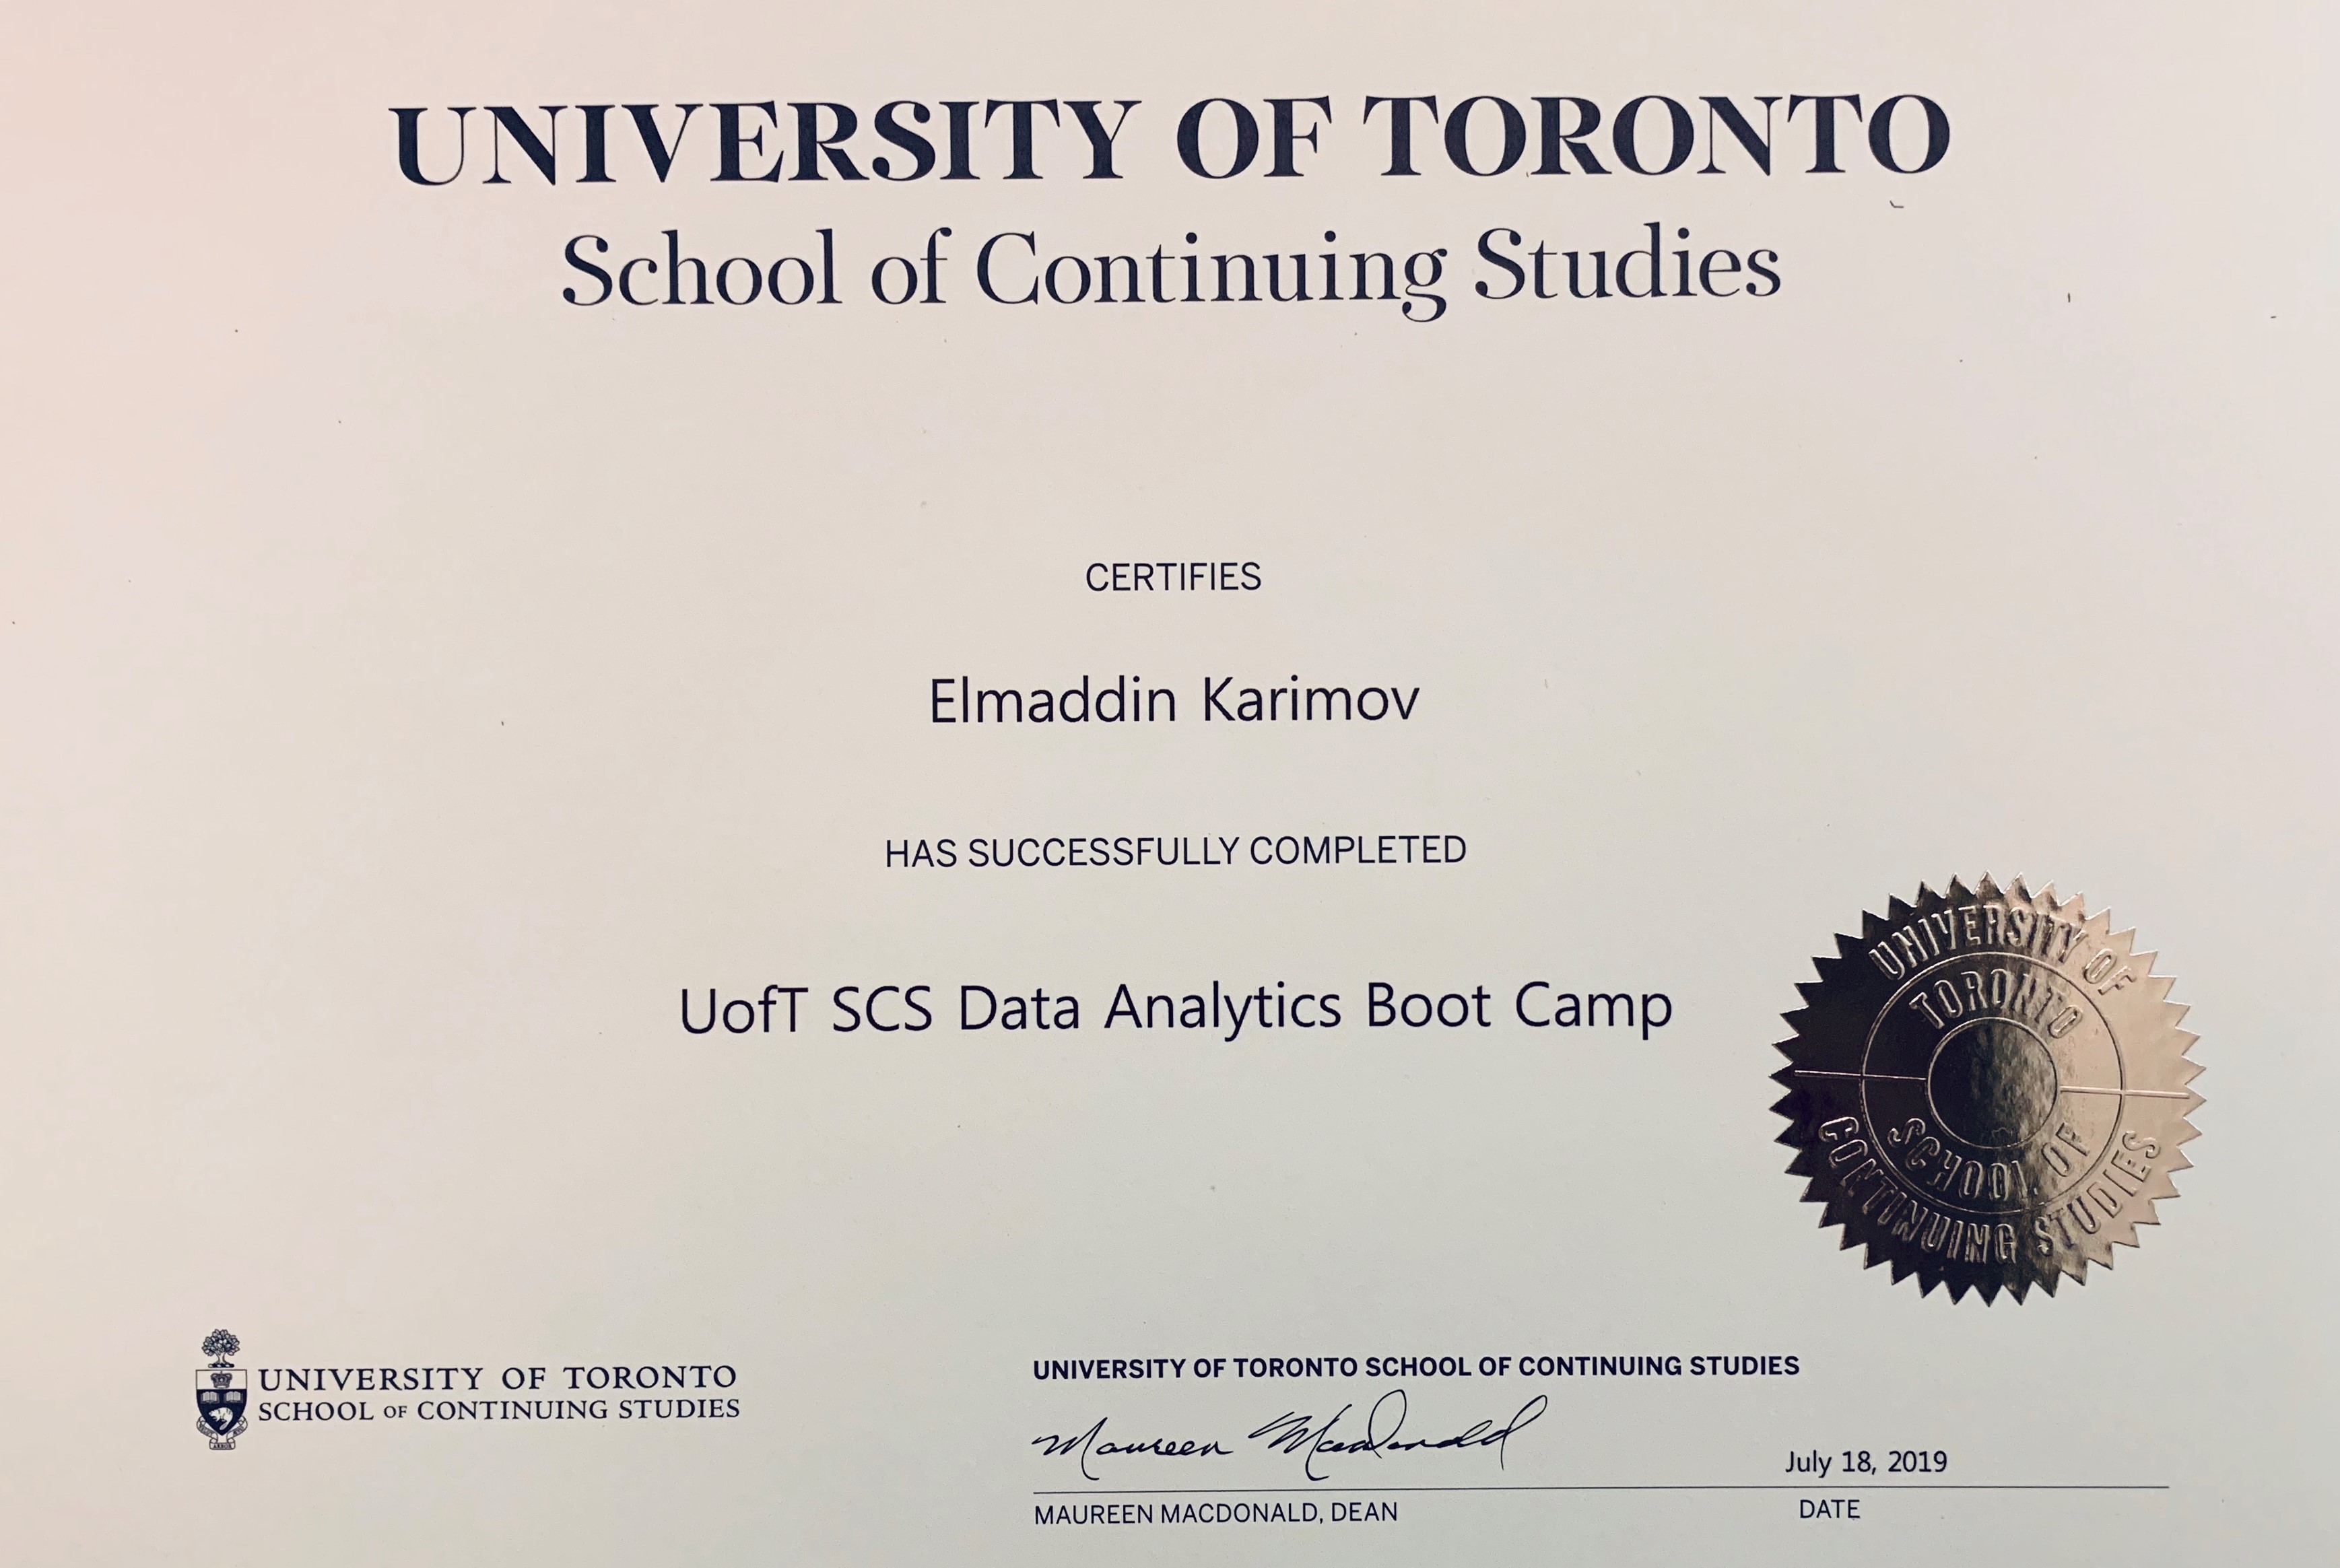 UNIVERSITY OF TORONTO
School of Continuing Studies
CERTIFIES
Elmaddin Karimov
HAS SUCCESSFULLY COMPLETED
UofT SCS Data Analytics Boot Camp
UNIVERSITY OF
TORONTO
SCHOOL OF
CONTINUING STUDIES
UNIVERSITY OF TORONTO
SCHOOL OF CONTINUING STUDIES
UNIVERSITY OF TORONTO SCHOOL OF CONTINUING STUDIES
Maureen MacDonald
July 18, 2019
MAUREEN MACDONALD, DEAN
DATE